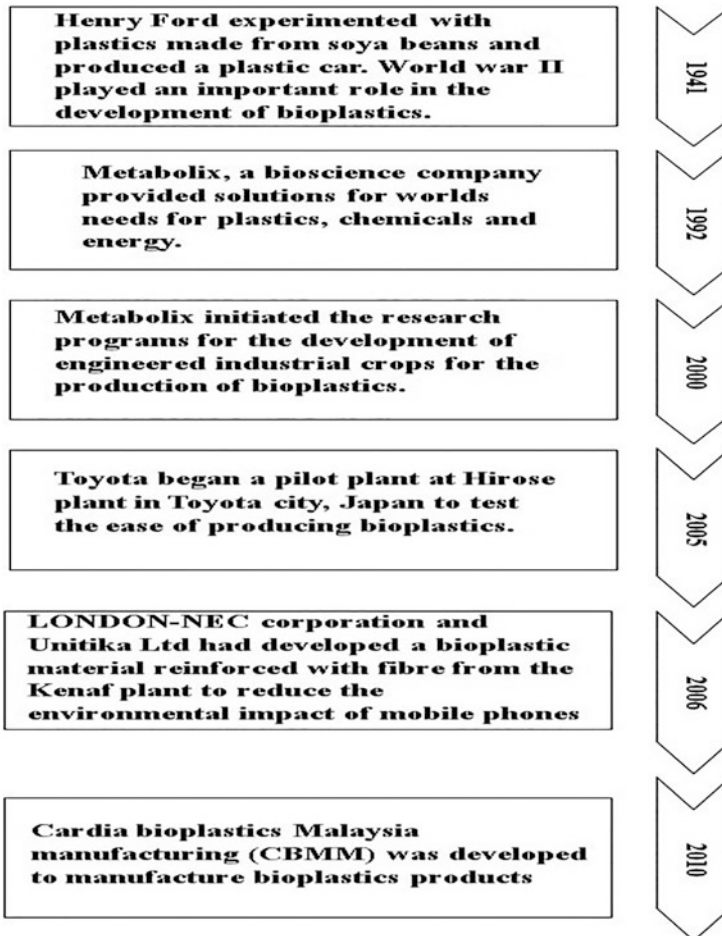 Henry Ford experimented with
plastics made from soya beans and
produced a plastic car. World war II
played an important role in the
development of bioplastics.
1941
Metabolix, a bioscience company
provided solutions for worlds
needs for plastics, chemicals and
energy.
1992
Metabolix initiated the research
programs for the development of
engineered industrial crops for the
production of bioplastics.
2000
Toyota began a pilot plant at Hirose
plant in Toyota city, Japan to test
the ease of producing bioplastics.
2005
LONDON-NEC corporation and
Unitika Ltd had developed a bioplastic
material reinforced with fibre from the
Kenaf plant to reduce the
environmental impact of mobile phones
2006
Cardia bioplastics Malaysia
manufacturing (CBMM) was developed
to manufacture bioplastics products
2010